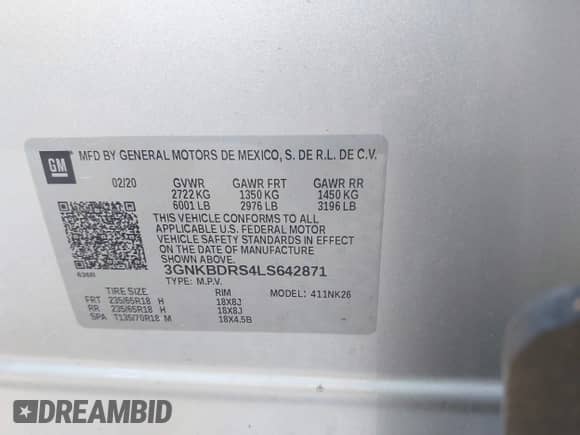 GM
MFD BY GENERAL MOTORS DE MEXICO, S. DE R.L. DE C.V.
02/20 GVWR GAWR FRT GAWR RR
2722 KG 1350 KG 1450 KG
6001 LB 2976 LB 3196 LB
THIS VEHICLE CONFORMS TO ALL
APPLICABLE U.S. FEDERAL MOTOR
VEHICLE SAFETY STANDARDS IN EFFECT
ON THE DATE OF MANUFACTURE
SHOWN ABOVE.
3GNKBDRS4LS642871
TYPE: M.P.V.
TIRE SIZE RIM MODEL: 411NK26
FRT 235/65R18 H 18X8J
RR 235/65R18 H 18X8J
SPA T135/70R18 M 18X4.5B
DREAMBID